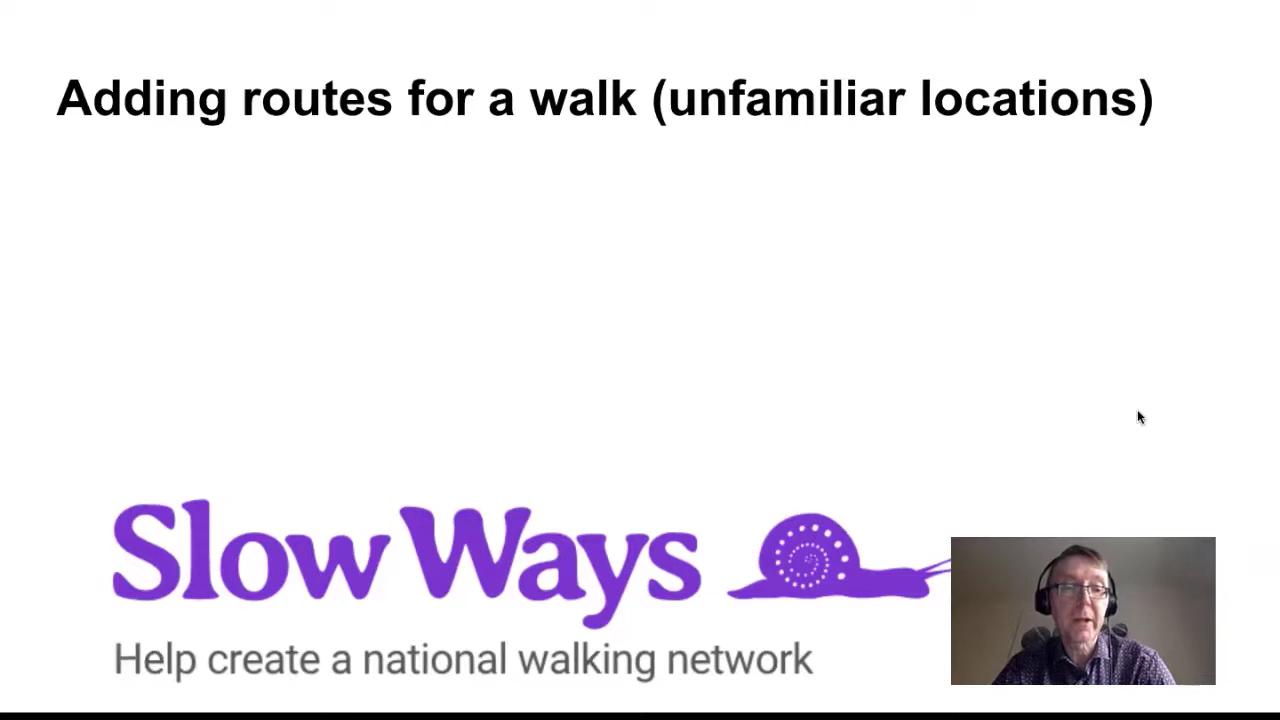 Adding routes for a walk (unfamiliar locations)
Slow Ways
Help create a national walking network